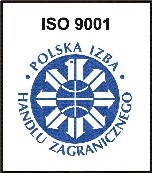 ISO 9001
POLSKA IZBA
HANDLU ZAGRANICZNEGO